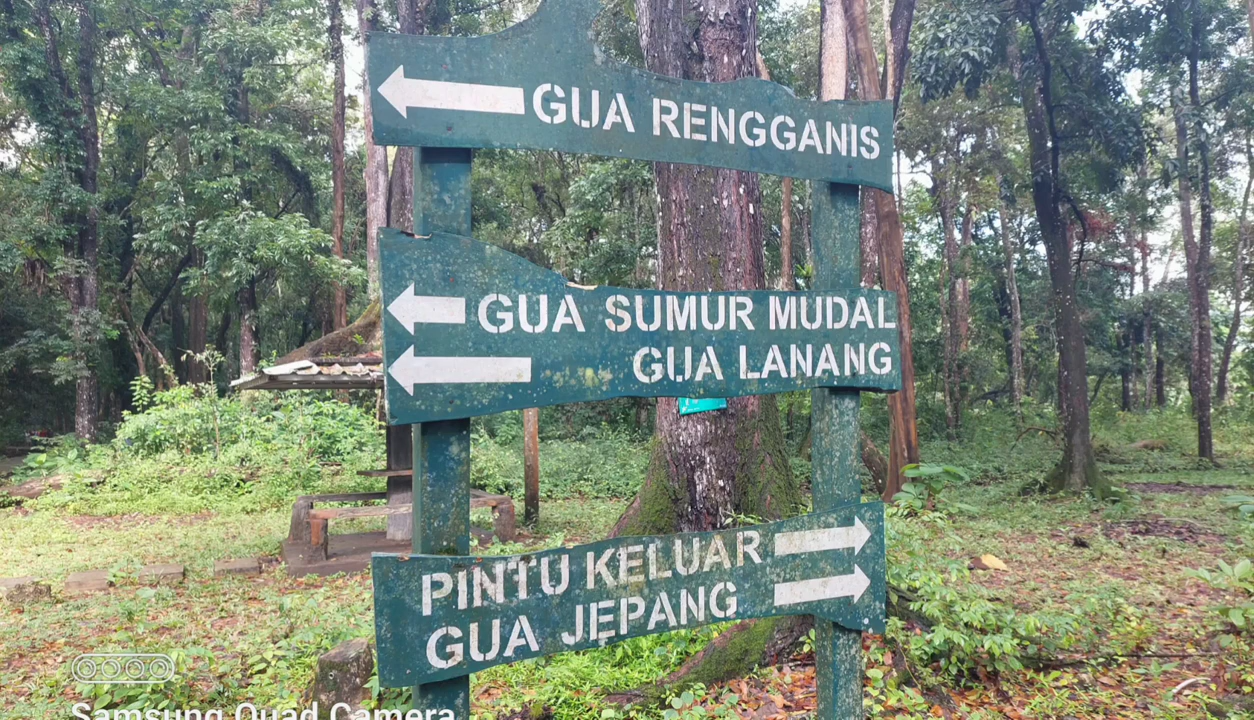 GUA RENGGANIS
GUA SUMUR MUDAL
GUA LANANG
PINTU KELUAR
GUA JEPANG
Samsung Quad Camera